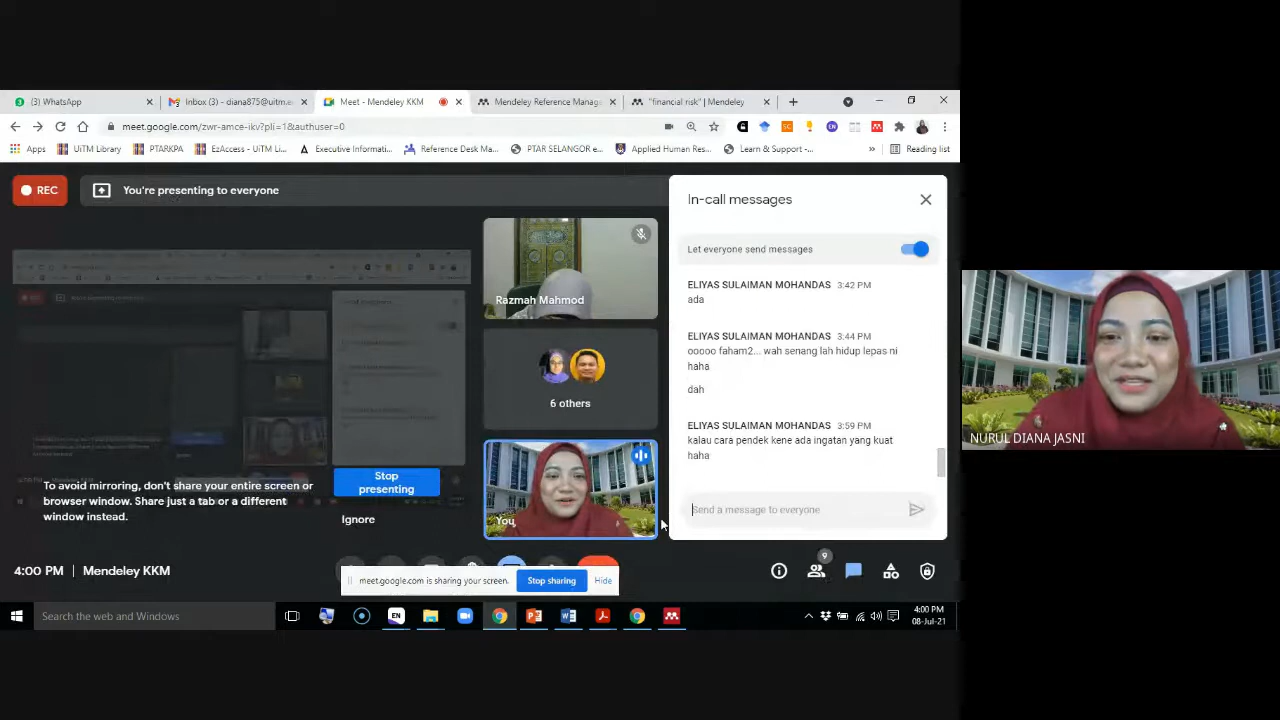 (3) WhatsApp
Inbox (3) - diana875@uitm.e
Meet - Mendeley KKM
Mendeley Reference Manag
"financial risk" | Mendeley
meet.google.com/zwr-amce-ikv?pli=1&authuser=0
Apps
UiTM Library
PTARKPA
EzAccess - UiTM Li...
Executive Informati...
Reference Desk Ma...
PTAR SELANGOR e...
Applied Human Res...
Learn & Support -...
»
Reading list
REC
You're presenting to everyone
In-call messages
Let everyone send messages
ELIYAS SULAIMAN MOHANDAS 3:42 PM
ada
ELIYAS SULAIMAN MOHANDAS 3:44 PM
ooooo faham2... wah senang lah hidup lepas ni
haha
dah
ELIYAS SULAIMAN MOHANDAS 3:59 PM
kalau cara pendek kene ada ingatan yang kuat
haha
Send a message to everyone
Razmah Mahmod
6 others
You
To avoid mirroring, don't share your entire screen or
browser window. Share just a tab or a different
window instead.
Stop
presenting
Ignore
NURUL DIANA JASNI
4:00 PM | Mendeley KKM
meet.google.com is sharing your screen.
Stop sharing
Hide
9
Search the web and Windows
EN
4:00 PM
08-Jul-21